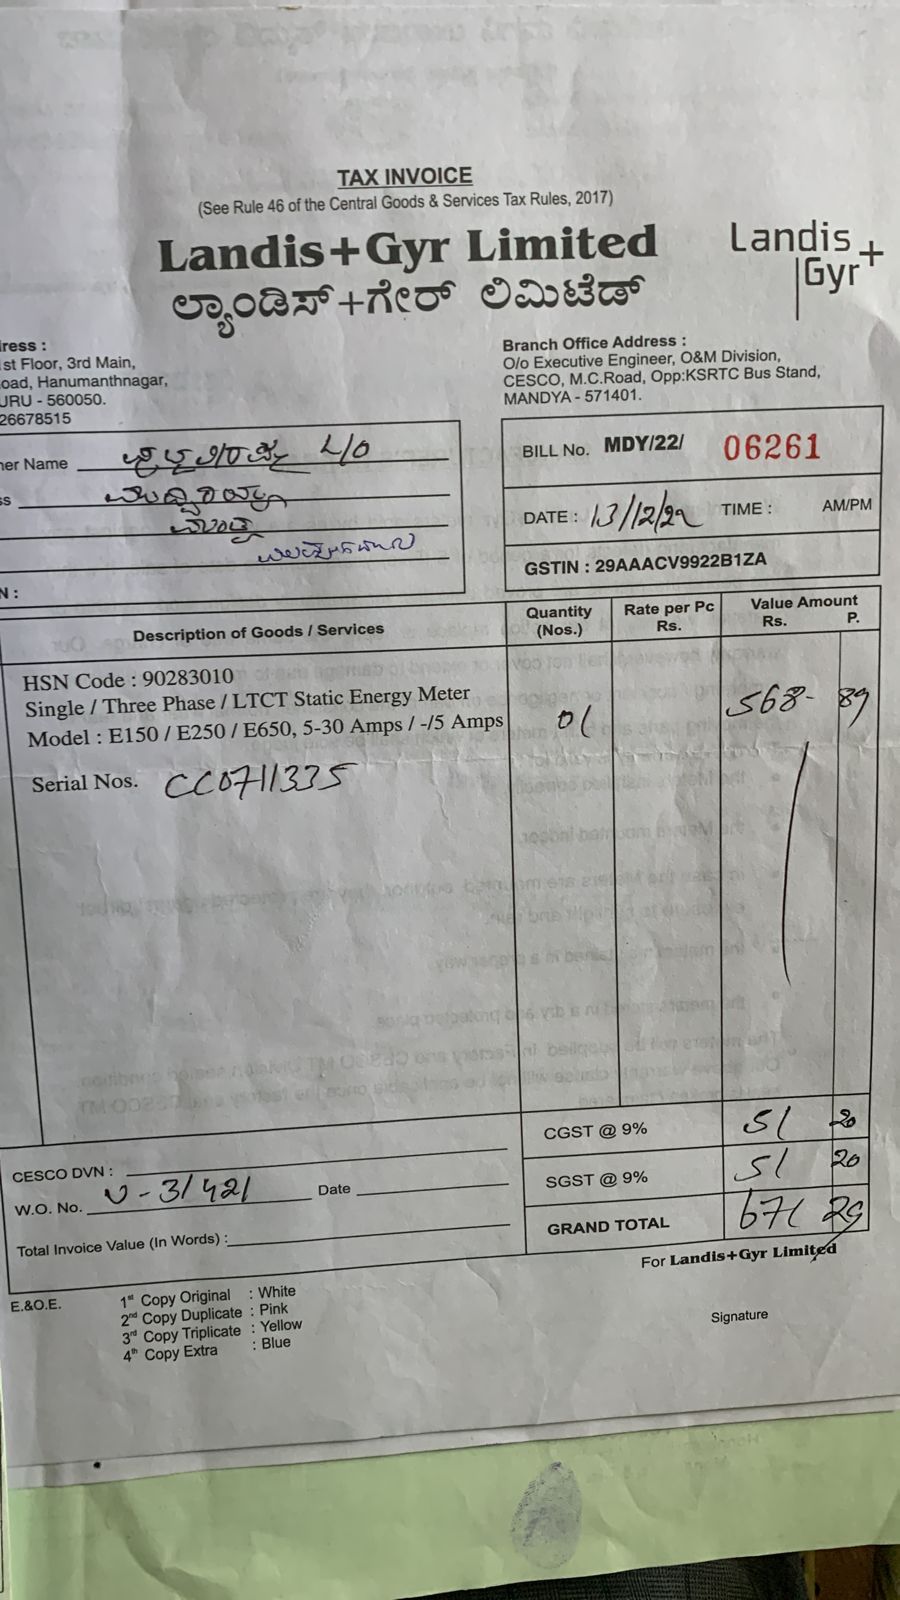 TAX INVOICE
(See Rule 46 of the Central Goods & Services Tax Rules, 2017)
Landis+Gyr Limited
ಲ್ಯಾಂಡಿಸ್+ಗೇರ್ ಲಿಮಿಟೆಡ್
Landis
Gyr+
ress :
st Floor, 3rd Main,
oad, Hanumanthnagar,
URU - 560050.
26678515
Branch Office Address :
O/o Executive Engineer, O&M Division,
CESCO, M.C.Road, Opp:KSRTC Bus Stand,
MANDYA - 571401.
er Name
ss
N :
BILL No. MDY/22/ 06261
DATE : 13/12/22 TIME : AM/PM
GSTIN : 29AAACV9922B1ZA
Description of Goods / Services
Quantity (Nos.)
Rate per Pc Rs.
Value Amount Rs. P.
HSN Code : 90283010
Single / Three Phase / LTCT Static Energy Meter
Model : E150 / E250 / E650, 5-30 Amps / -/5 Amps
01
568- 89
Serial Nos. CC0711335
CGST @ 9% 51 20
SGST @ 9% 51 20
GRAND TOTAL 671 29
CESCO DVN :
W.O. No. U-31421 Date
Total Invoice Value (In Words) :
For Landis+Gyr Limited
Signature
E.&O.E.
1st Copy Original : White
2nd Copy Duplicate : Pink
3rd Copy Triplicate : Yellow
4th Copy Extra : Blue